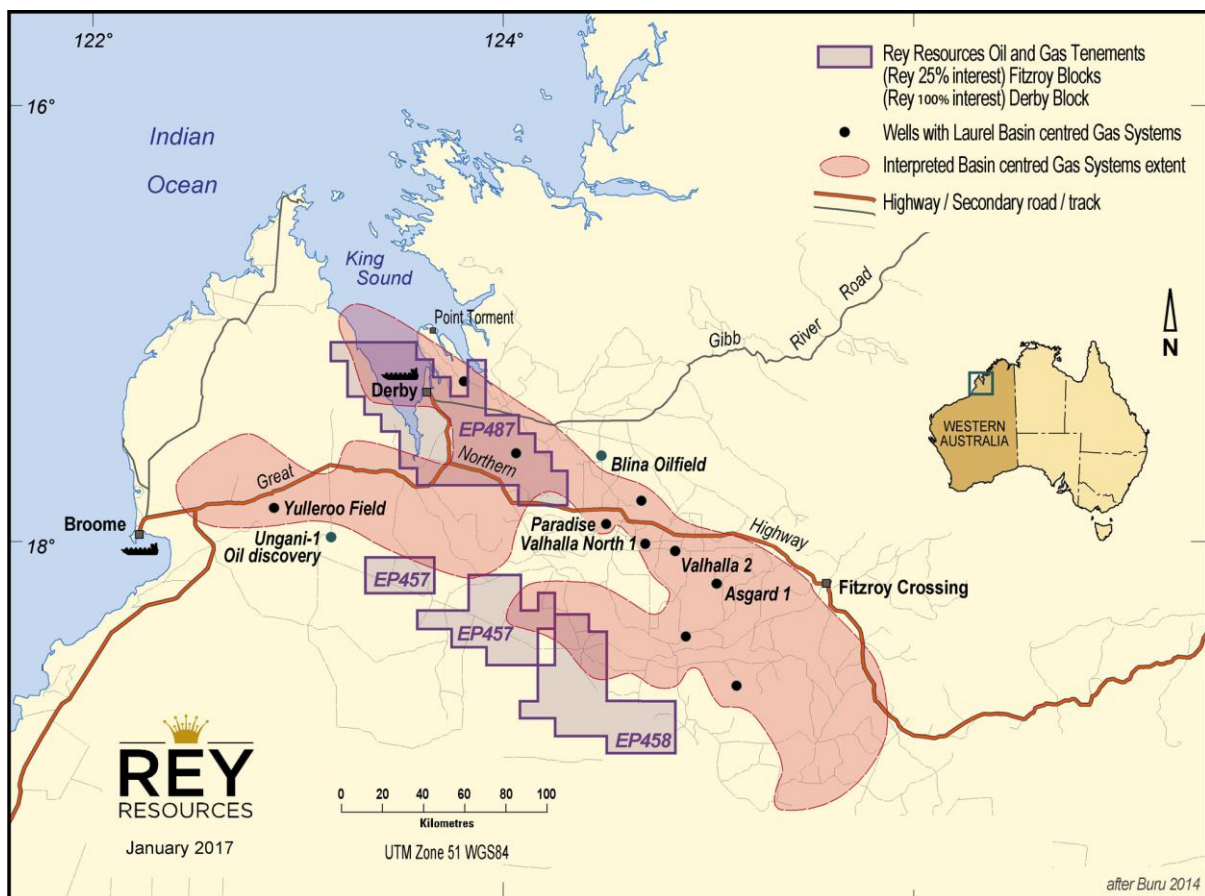 122°
124°
16°
Indian
Ocean
Rey Resources Oil and Gas Tenements
(Rey 25% interest) Fitzroy Blocks
(Rey 100% interest) Derby Block
Wells with Laurel Basin centred Gas Systems
Interpreted Basin centred Gas Systems extent
Highway / Secondary road / track
King
Sound
Point Torment
Gibb River Road
N
Derby
WESTERN
AUSTRALIA
EP487
Blina Oilfield
Great Northern Highway
Yulleroo Field
Broome
Ungani-1
Oil discovery
18°
Paradise
Valhalla North 1
Valhalla 2
Asgard 1
Fitzroy Crossing
EP457
EP457
EP458
REY
RESOURCES
January 2017
0 20 40 60 80 100
Kilometres
UTM Zone 51 WGS84
after Buru 2014